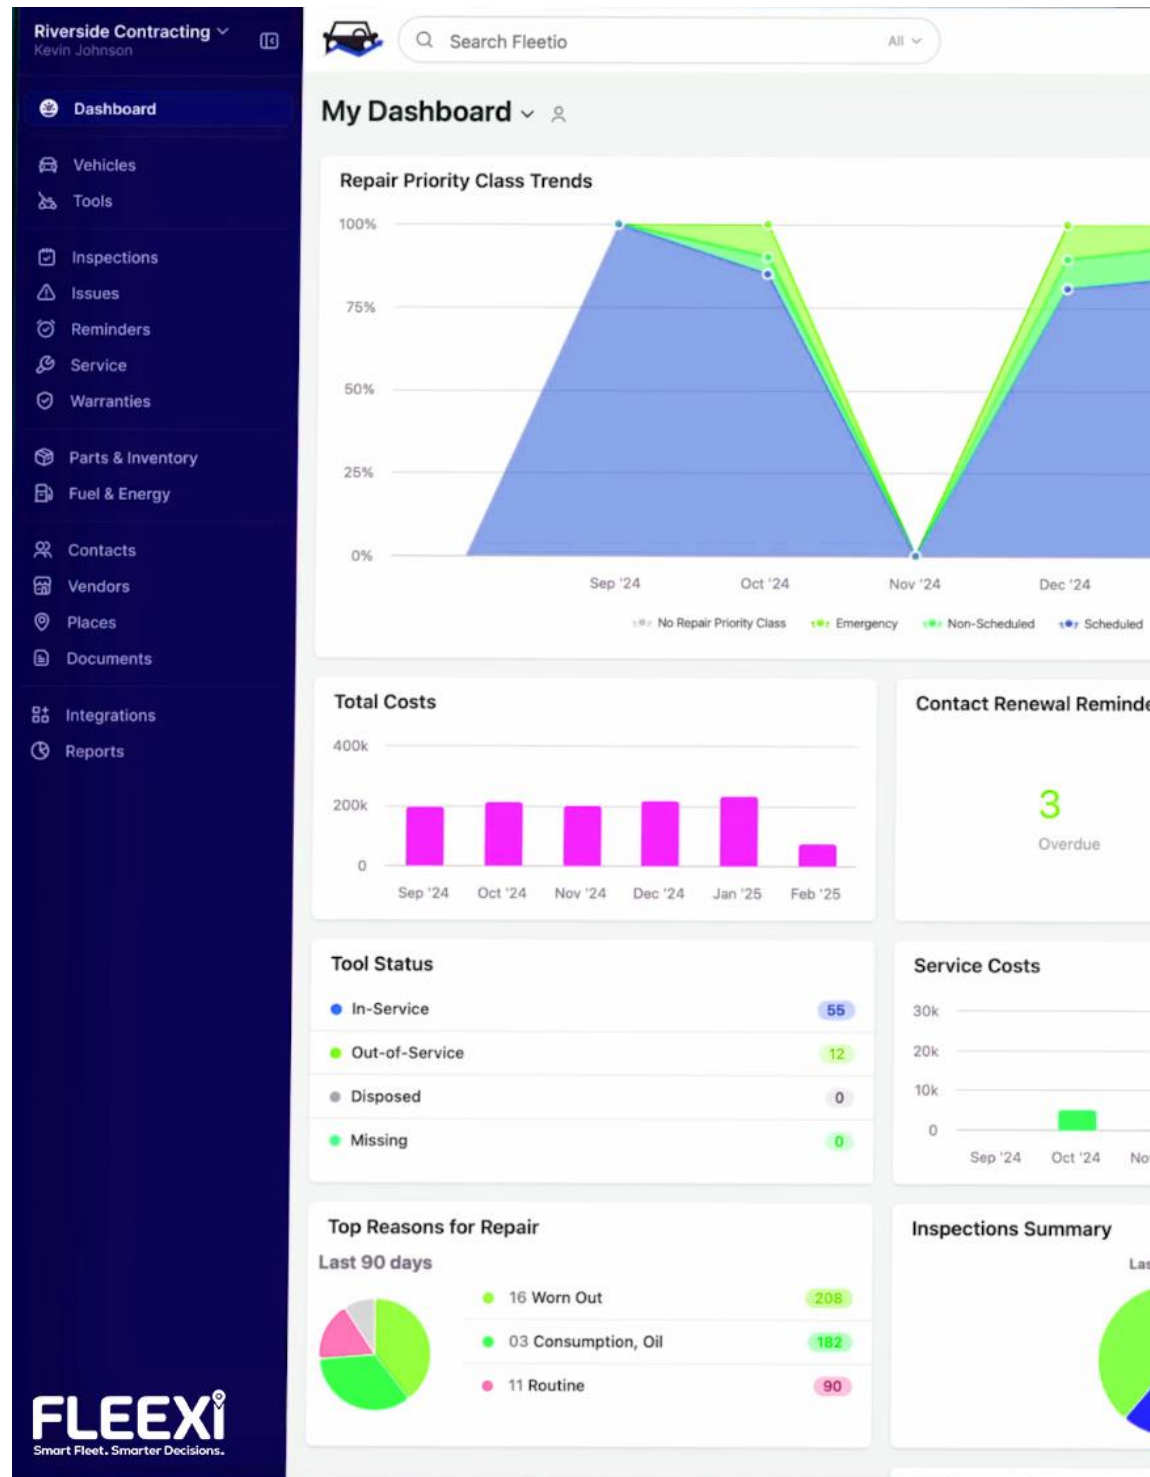 Riverside Contracting
Kevin Johnson
Search Fleetio
All
Dashboard
Vehicles
Tools
Inspections
Issues
Reminders
Service
Warranties
Parts & Inventory
Fuel & Energy
Contacts
Vendors
Places
Documents
Integrations
Reports
FLEEXi
Smart Fleet. Smarter Decisions.
My Dashboard
Repair Priority Class Trends
100%
75%
50%
25%
0%
Sep '24 Oct '24 Nov '24 Dec '24
No Repair Priority Class Emergency Non-Scheduled Scheduled
Total Costs
400k
200k
0
Sep '24 Oct '24 Nov '24 Dec '24 Jan '25 Feb '25
Contact Renewal Reminde
3
Overdue
Tool Status
In-Service 55
Out-of-Service 12
Disposed 0
Missing 0
Service Costs
30k
20k
10k
0
Sep '24 Oct '24 No
Top Reasons for Repair
Last 90 days
16 Worn Out 208
03 Consumption, Oil 182
11 Routine 90
Inspections Summary
Las